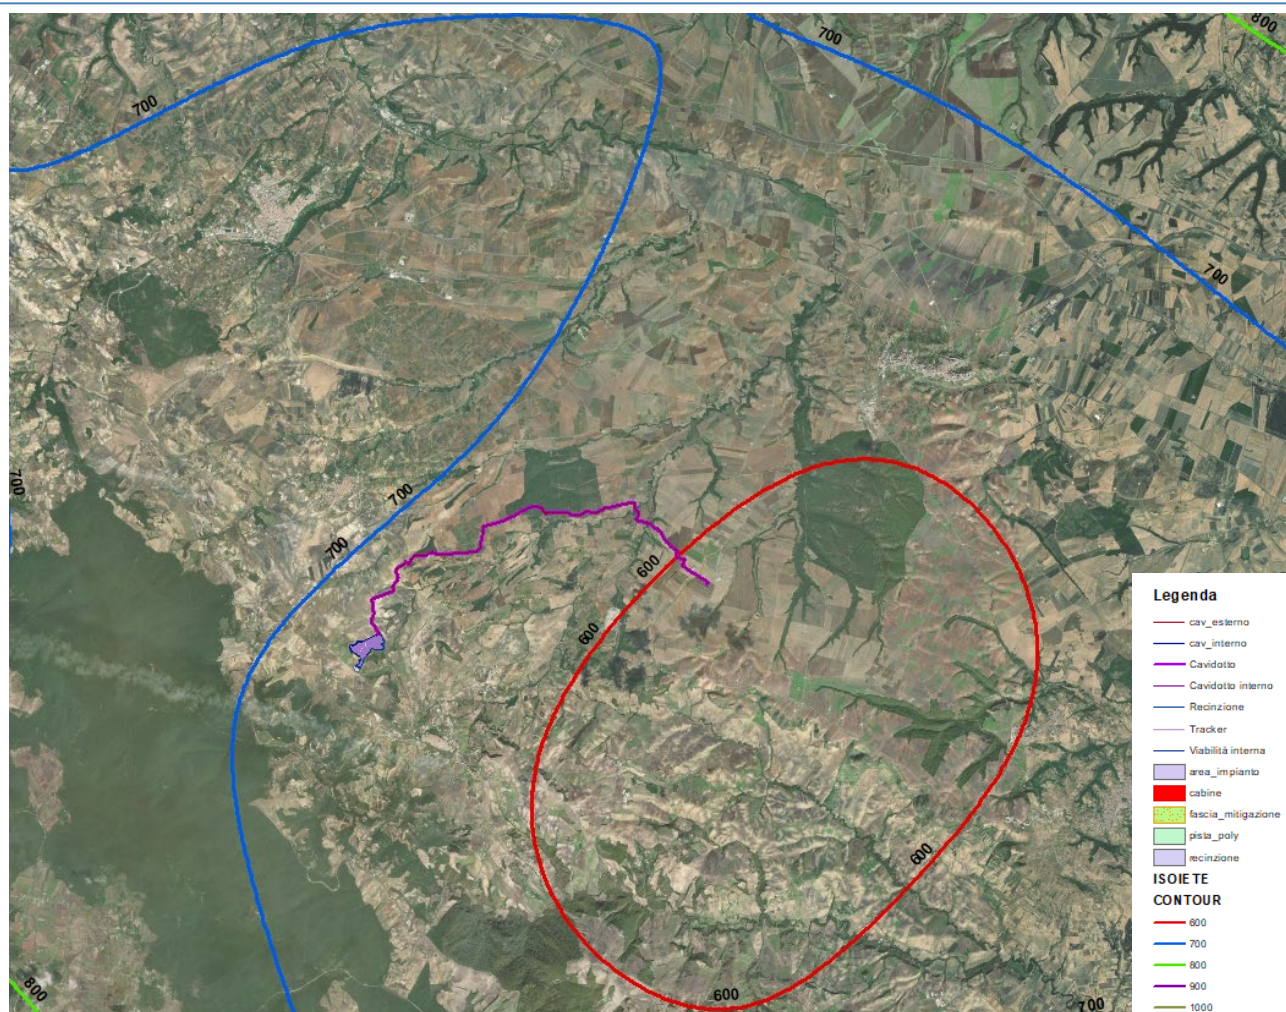 800
700
700
700
700
700
700
600
600
Legenda
cav_esterno
cav_interno
Cavidotto
Cavidotto interno
Recinzione
Tracker
Viabilità interna
area_impianto
cabine
fascia_mitigazione
pista_poly
recinzione
ISOIETE
CONTOUR
600
700
800
900
1000
600
800
600
700